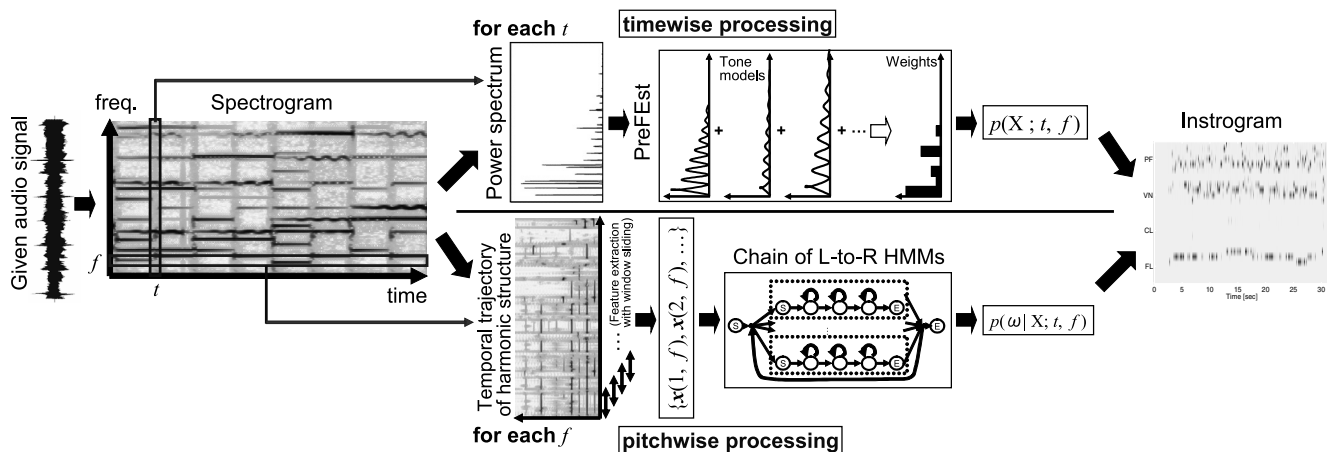 Given audio signal
freq.
Spectrogram
f
t
time
for each t
timewise processing
Power spectrum
PreFEst
Tone
models
+
+
+ ...
Weights
p(X ; t, f)
Temporal trajectory
of harmonic structure
(Feature extraction
with window sliding)
...
for each f
pitchwise processing
{x(1, f), x(2, f), ...}
Chain of L-to-R HMMs
S
E
S
E
S
E
p(ω| X; t, f)
Instrogram
PF
VN
CL
FL
0 5 10 15 20 25 30
Time [sec]